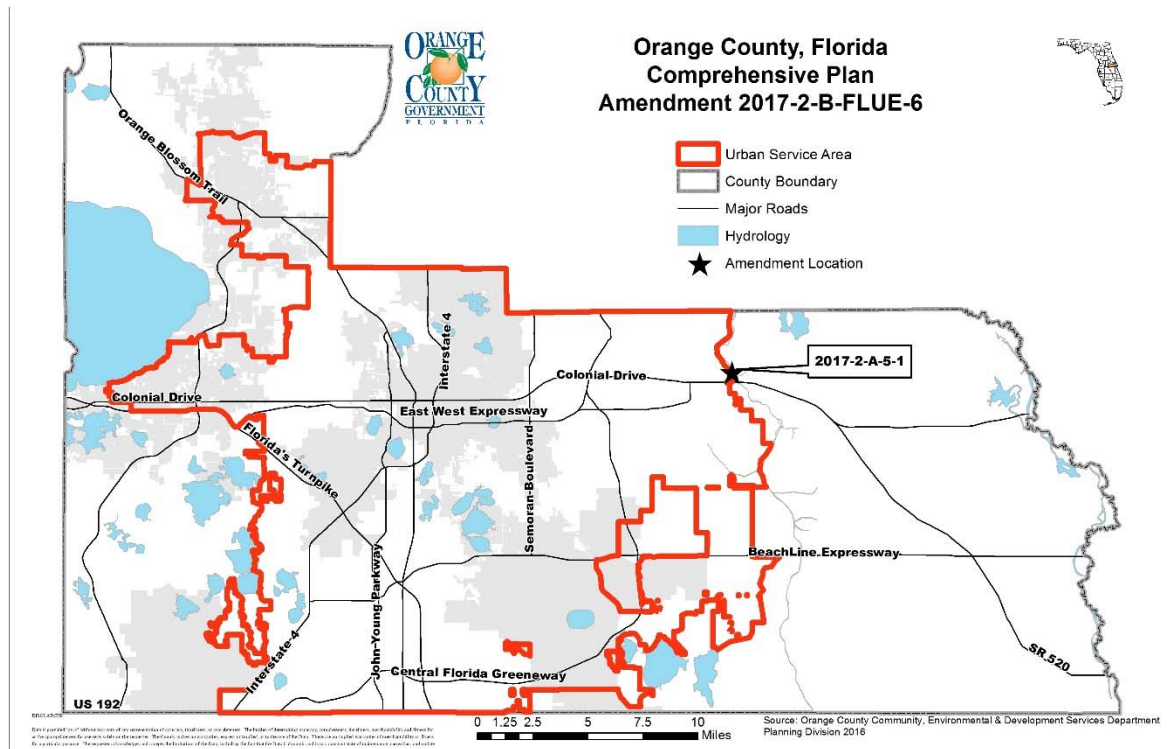 ORANGE
COUNTY
GOVERNMENT
FLORIDA
Orange County, Florida
Comprehensive Plan
Amendment 2017-2-B-FLUE-6
Urban Service Area
County Boundary
Major Roads
Hydrology
Amendment Location
Orange Blossom Trail
Interstate 4
2017-2-A-5-1
Colonial Drive
Colonial Drive
East West Expressway
Florida's Turnpike
Semoran Boulevard
BeachLine Expressway
John Young Parkway
Interstate 4
Central Florida Greeneway
SR 520
US 192
DISCLAIMER
0 1.25 2.5 5 7.5 10
Miles
Source: Orange County Community, Environmental & Development Services Department
Planning Division 2016